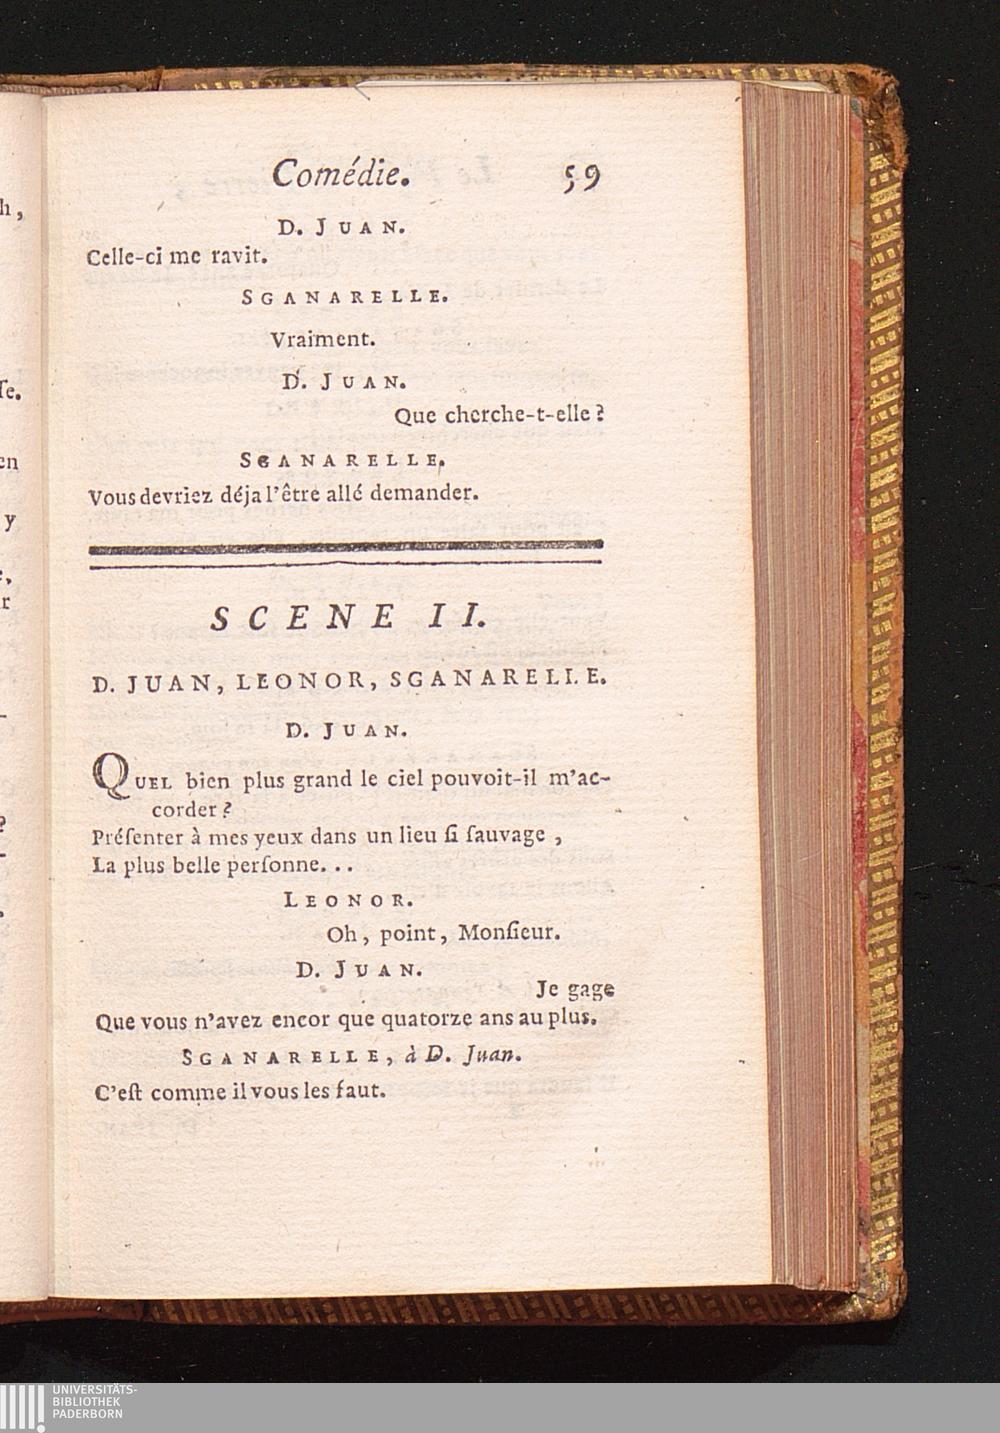 Comédie. 59
D. JUAN.
Celle-ci me ravit.
SGANARELLE.
Vraiment.
D. JUAN.
Que cherche-t-elle?
SGANARELLE.
Vous devriez déja l'être allé demander.
SCENE II.
D. JUAN, LEONOR, SGANARELLE.
D. JUAN.
QUEL bien plus grand le ciel pouvoit-il m'ac-
corder?
Préſenter à mes yeux dans un lieu ſi ſauvage,
La plus belle perſonne...
LEONOR.
Oh, point, Monſieur.
D. JUAN.
Je gage
Que vous n'avez encor que quatorze ans au plus.
SGANARELLE, à D. Juan.
C'eſt comme il vous les faut.
h,
ſe.
en
y
r
?
UNIVERSITÄTS-
BIBLIOTHEK
PADERBORN